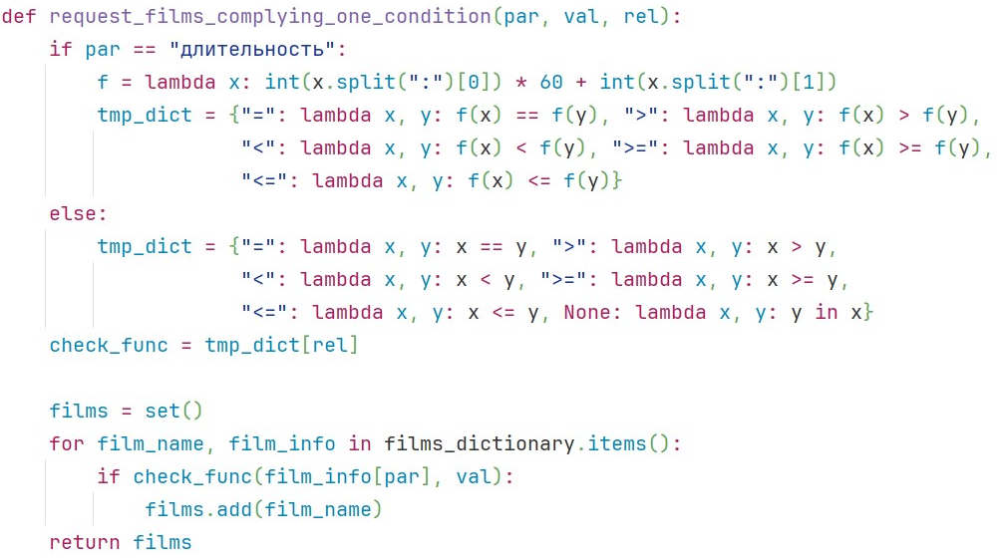 def request_films_complying_one_condition(par, val, rel):
    if par == "длительность":
        f = lambda x: int(x.split(":")[0]) * 60 + int(x.split(":")[1])
        tmp_dict = {"=": lambda x, y: f(x) == f(y), ">": lambda x, y: f(x) > f(y),
                    "<": lambda x, y: f(x) < f(y), ">=": lambda x, y: f(x) >= f(y),
                    "<=": lambda x, y: f(x) <= f(y)}
    else:
        tmp_dict = {"=": lambda x, y: x == y, ">": lambda x, y: x > y,
                    "<": lambda x, y: x < y, ">=": lambda x, y: x >= y,
                    "<=": lambda x, y: x <= y, None: lambda x, y: y in x}
    check_func = tmp_dict[rel]

    films = set()
    for film_name, film_info in films_dictionary.items():
        if check_func(film_info[par], val):
            films.add(film_name)
    return films